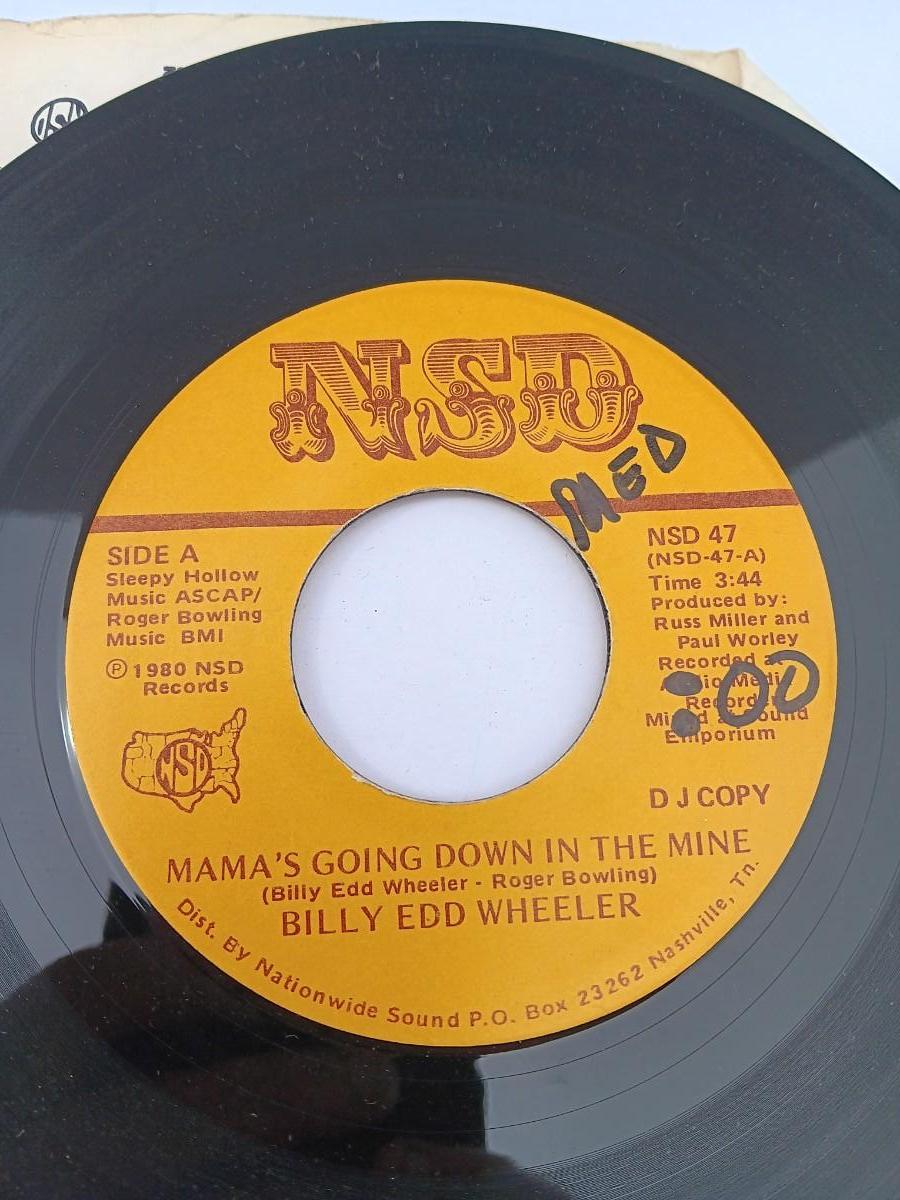 NSD
NSD
MED
SIDE A
Sleepy Hollow
Music ASCAP/
Roger Bowling
Music BMI
℗ 1980 NSD
Records
NSD
NSD 47
(NSD-47-A)
Time 3:44
Produced by:
Russ Miller and
Paul Worley
Recorded
:OD
Emporium
D J COPY
MAMA'S GOING DOWN IN THE MINE
(Billy Edd Wheeler - Roger Bowling)
BILLY EDD WHEELER
Dist. By Nationwide Sound P.O. Box 23262 Nashville, Tn.